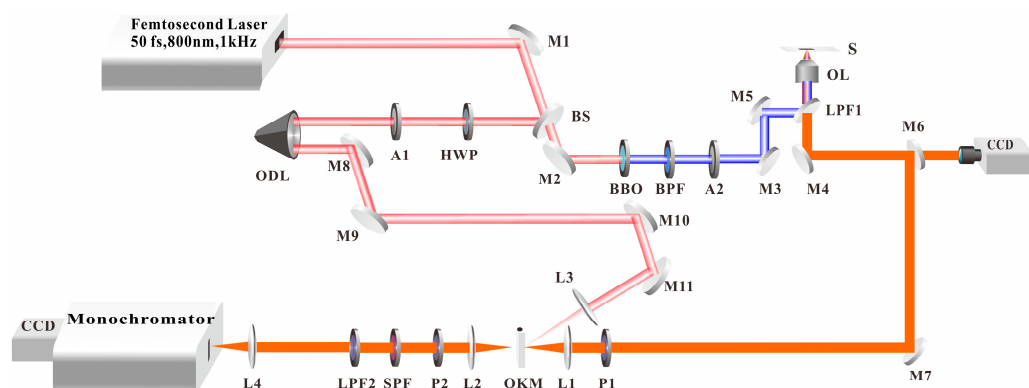 Femtosecond Laser
50 fs,800nm,1kHz
M1
S
OL
M5
LPF1
BS
M6
A1
HWP
CCD
ODL
M8
M2
BBO
BPF
A2
M3
M4
M9
M10
L3
M11
CCD
Monochromator
M7
L4
LPF2
SPF
P2
L2
OKM
L1
P1